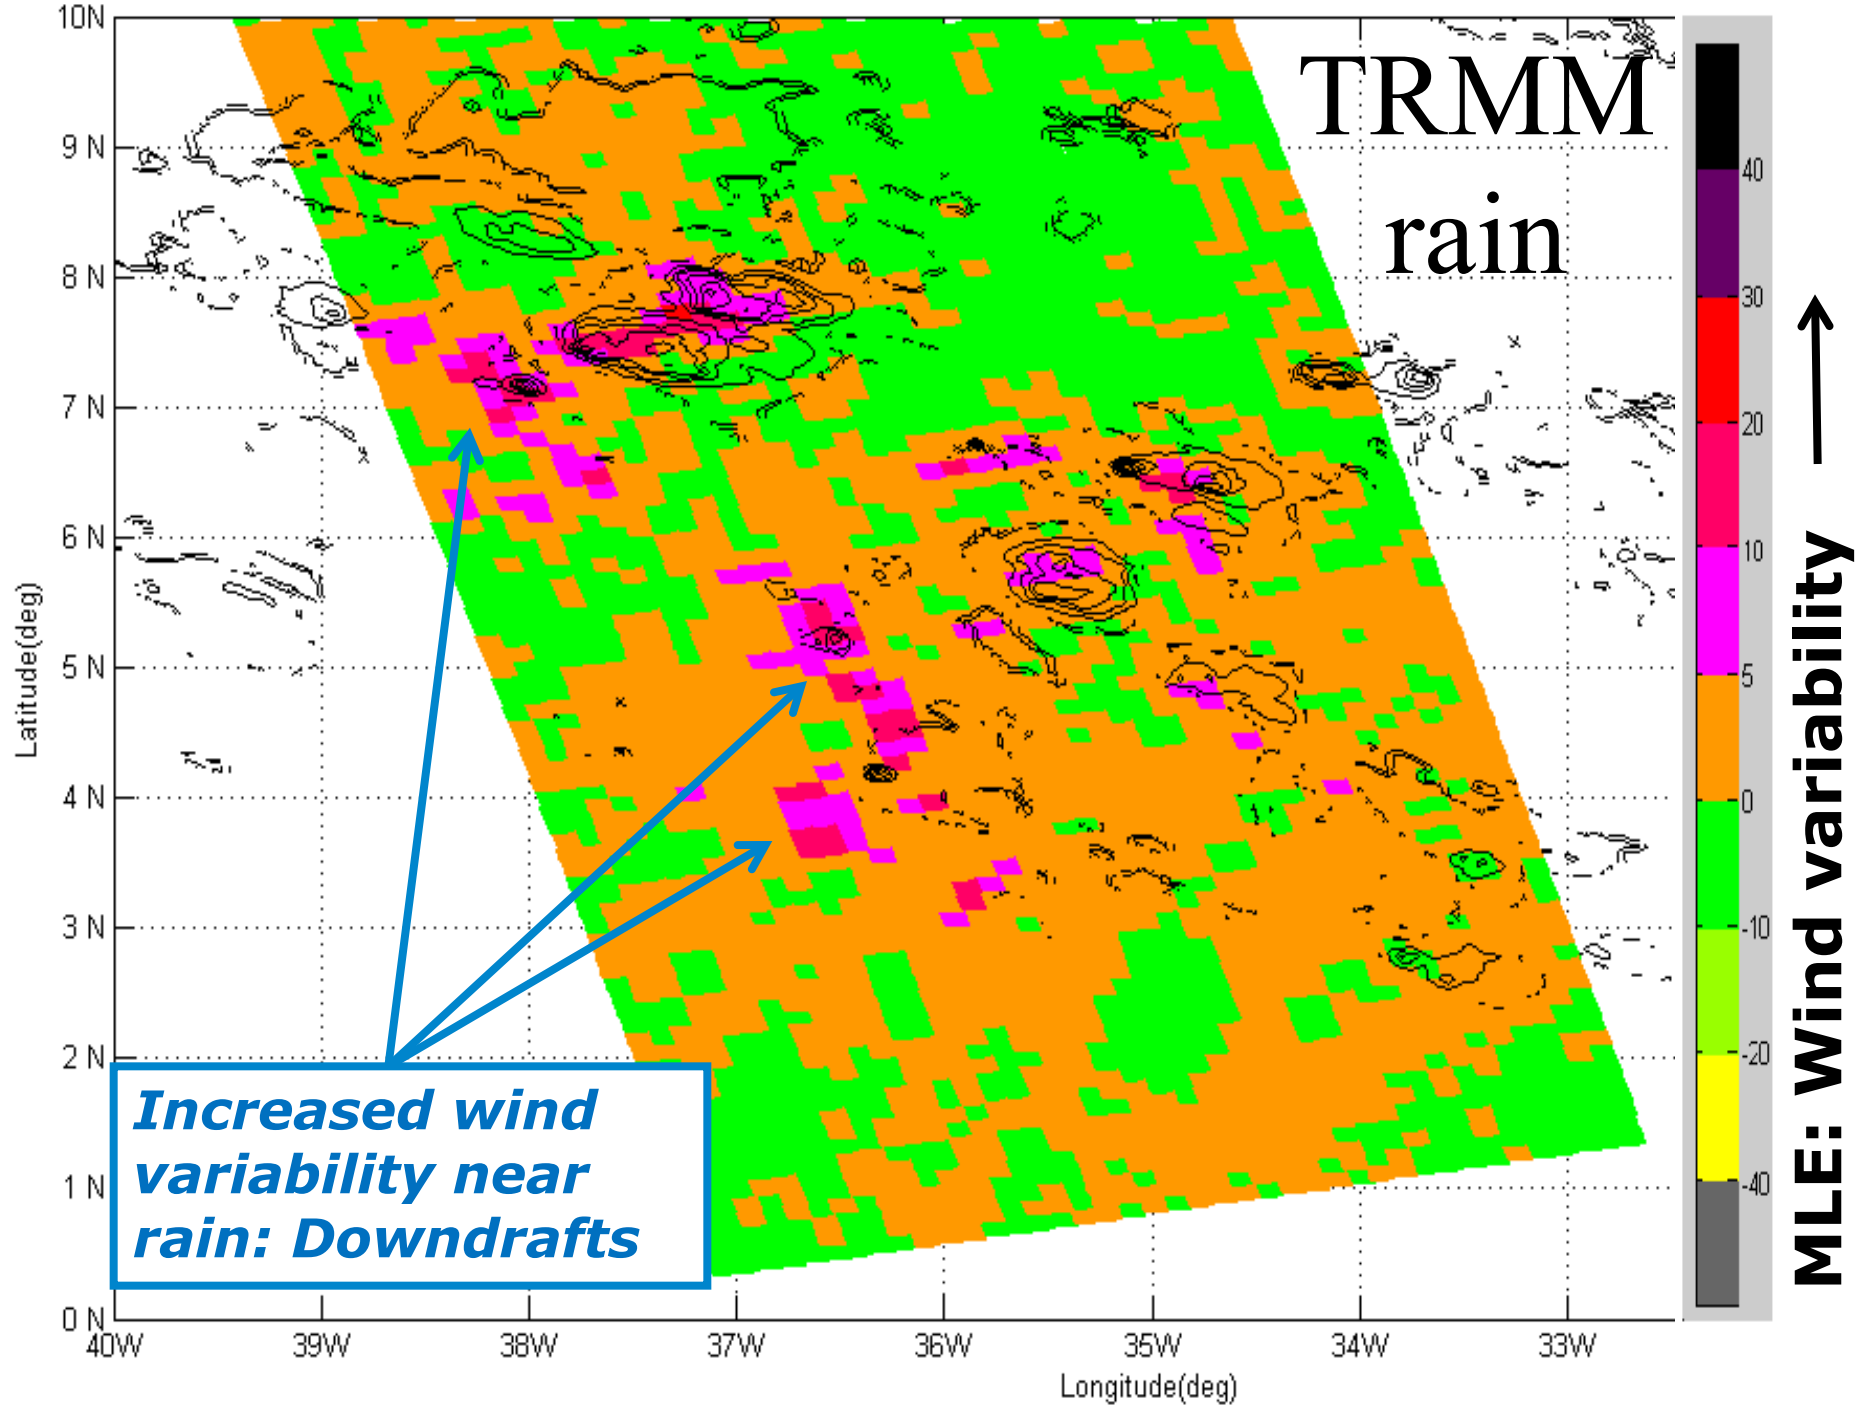 10N
9 N
8 N
7 N
6 N
5 N
4 N
3 N
2 N
1 N
0 N
Latitude(deg)
40W
39W
38W
37W
36W
35W
34W
33W
Longitude(deg)
TRMM
rain
Increased wind
variability near
rain: Downdrafts
40
30
20
10
5
0
-10
-20
-40
MLE: Wind variability